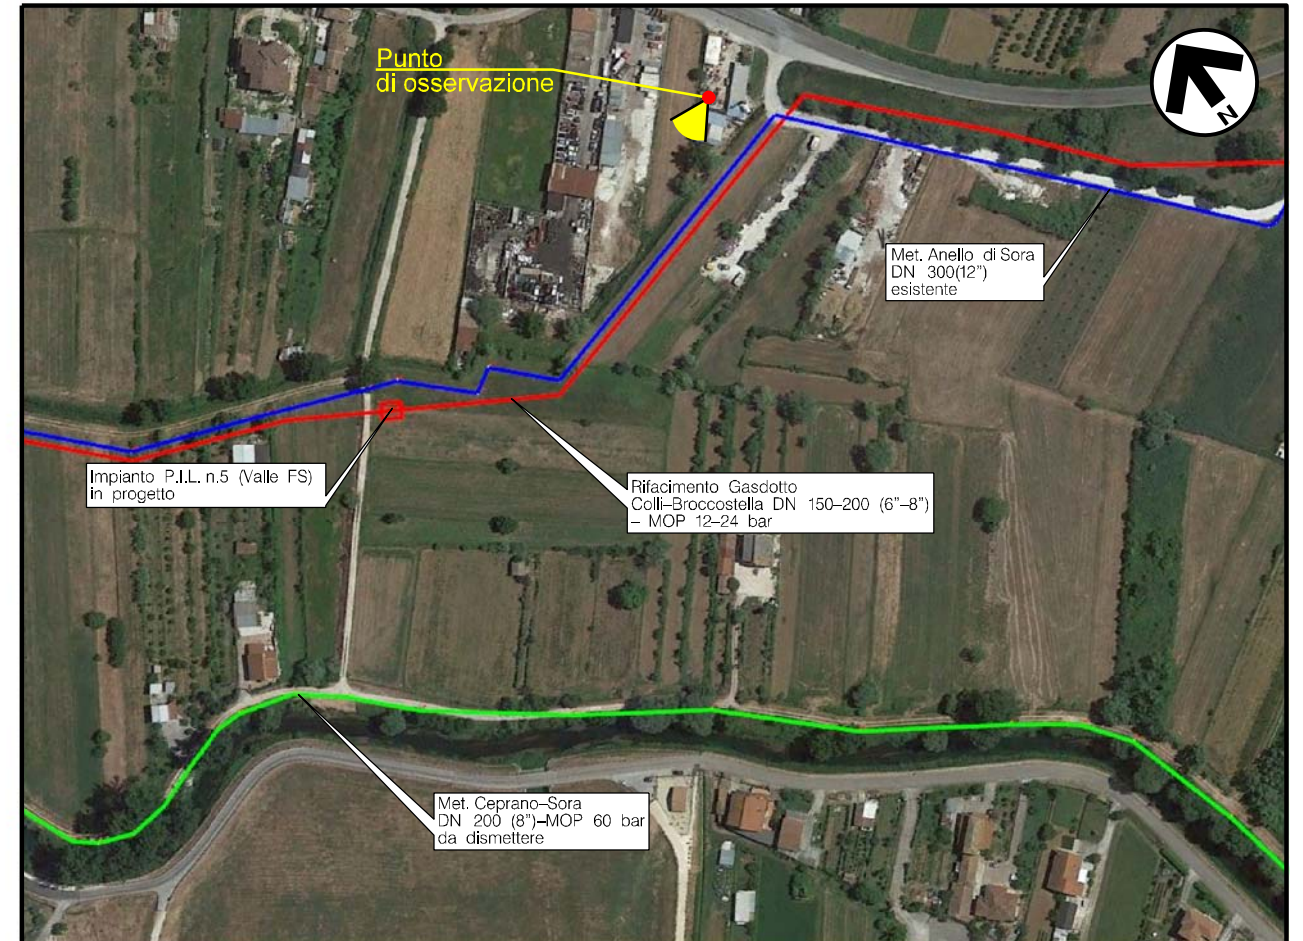 Punto
di osservazione
N
Met. Anello di Sora
DN 300(12")
esistente
Impianto P.I.L. n.5 (Valle FS)
in progetto
Rifacimento Gasdotto
Colli–Broccostella DN 150–200 (6"–8")
– MOP 12–24 bar
Met. Ceprano–Sora
DN 200 (8")–MOP 60 bar
da dismettere